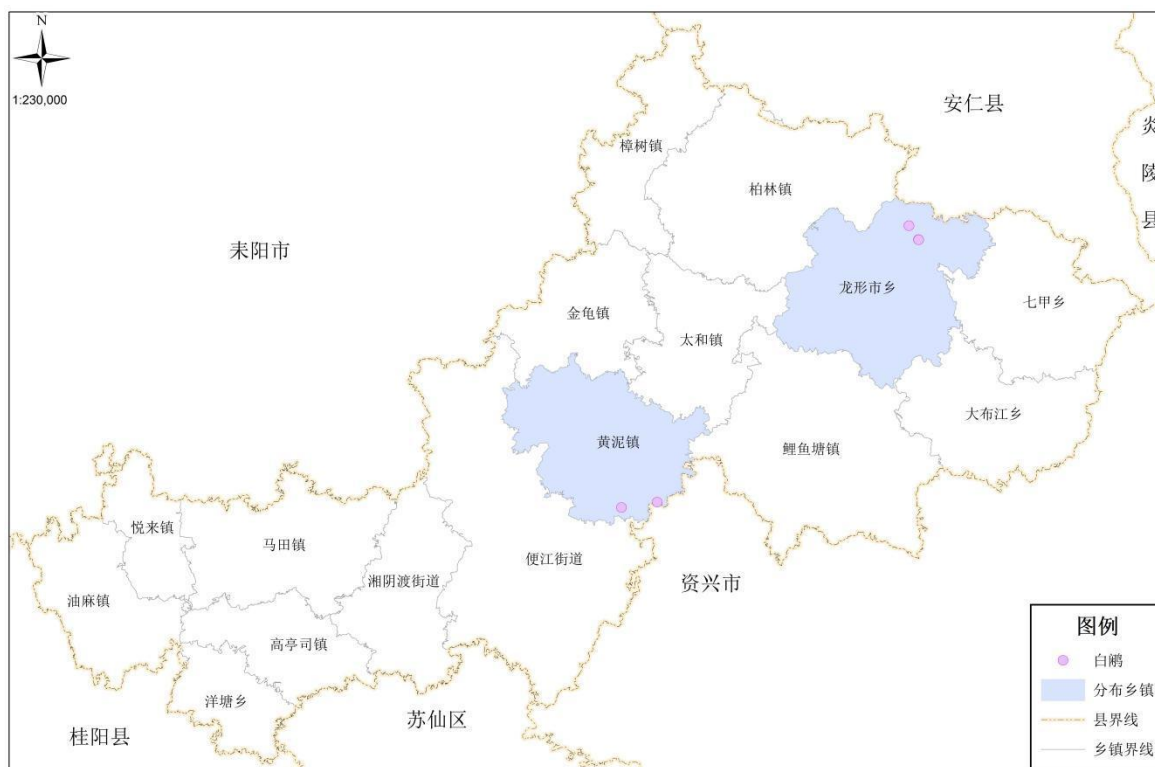 N
1:230,000
安仁县
炎
陵
县
樟树镇
柏林镇
耒阳市
龙形市乡
七甲乡
金龟镇
太和镇
大布江乡
黄泥镇
鲤鱼塘镇
悦来镇
马田镇
便江街道
湘阴渡街道
资兴市
油麻镇
高亭司镇
洋塘乡
苏仙区
桂阳县
图例
白鹇
分布乡镇
县界线
乡镇界线